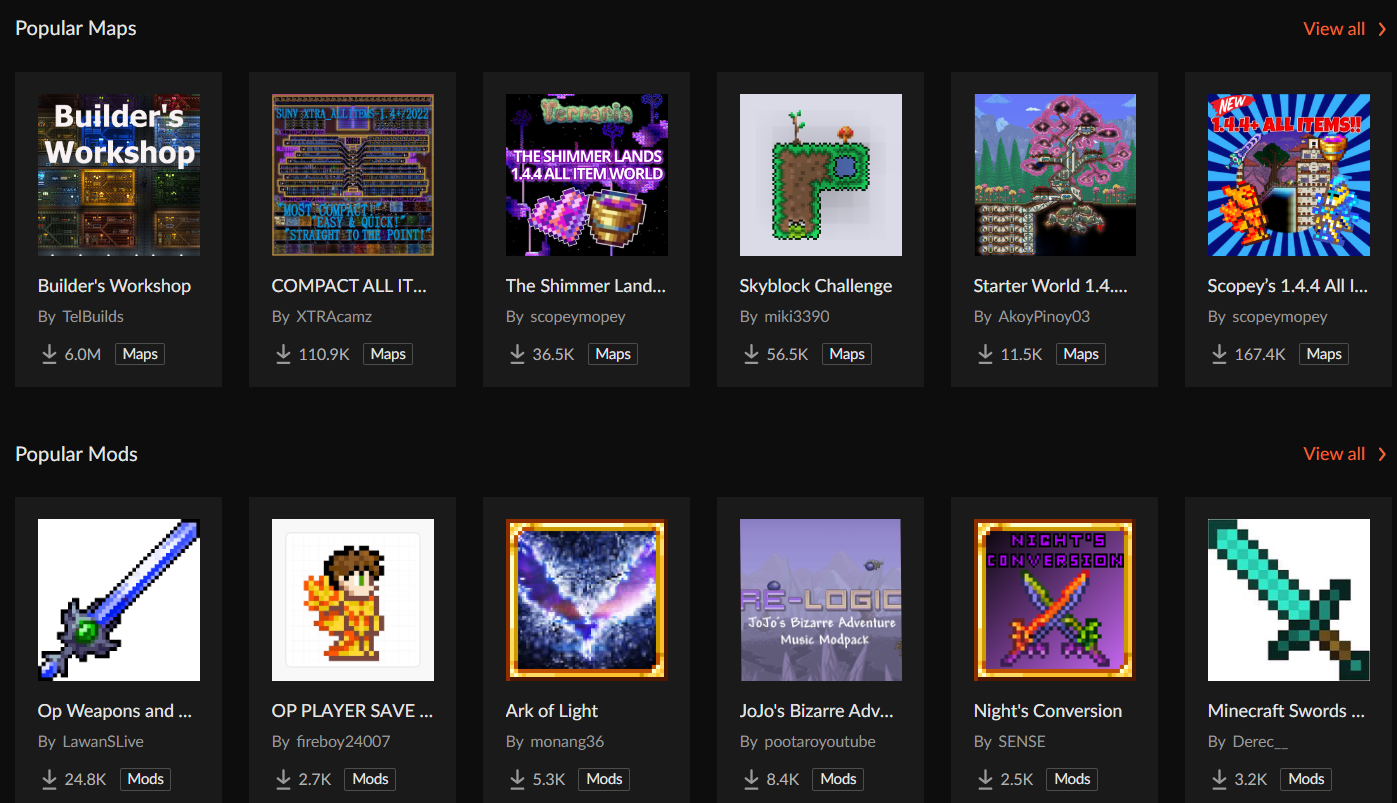 Popular Maps
View all
Builder's
Workshop
SUNY XTRA ALL ITEMS-1.4+/2022
"MOST COMPACT!"
"EASY & QUICK!"
"STRAIGHT TO THE POINT!"
Terraria
THE SHIMMER LANDS
1.4.4 ALL ITEM WORLD
NEW
1.4.4+ ALL ITEMS!!
Builder's Workshop
COMPACT ALL IT...
The Shimmer Land...
Skyblock Challenge
Starter World 1.4....
Scopey’s 1.4.4 All I...
By TelBuilds
By XTRAcamz
By scopeymopey
By miki3390
By AkoyPinoy03
By scopeymopey
6.0M Maps
110.9K Maps
36.5K Maps
56.5K Maps
11.5K Maps
167.4K Maps
Popular Mods
View all
RE-LOGIC
JoJo's Bizarre Adventure
Music Modpack
NIGHT'S
CONVERSION
Op Weapons and ...
OP PLAYER SAVE ...
Ark of Light
JoJo's Bizarre Adv...
Night's Conversion
Minecraft Swords ...
By LawanSLive
By fireboy24007
By monang36
By pootaroyoutube
By SENSE
By Derec__
24.8K Mods
2.7K Mods
5.3K Mods
8.4K Mods
2.5K Mods
3.2K Mods